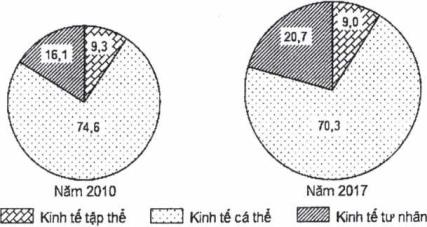 16,1 9,3
74,6
20,7 9,0
70,3
Năm 2010 Năm 2017
Kinh tế tập thể Kinh tế cá thể Kinh tế tư nhân